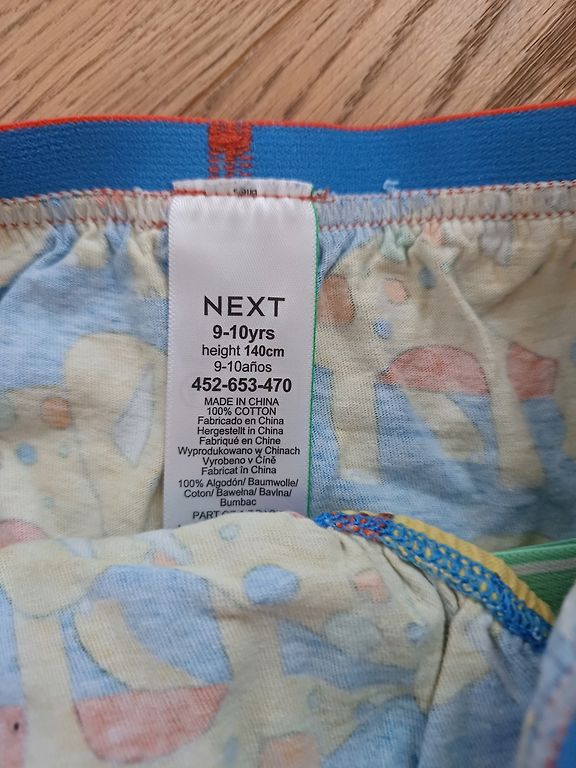 NEXT
9-10yrs
height 140cm
9-10años
452-653-470
MADE IN CHINA
100% COTTON
Fabricado en China
Hergestellt in China
Fabriqué en Chine
Wyprodukowano w Chinach
Vyrobeno v Číně
Fabricat în China
100% Algodón/ Baumwolle/
Coton/ Bawełna/ Bavlna/
Bumbac
PART